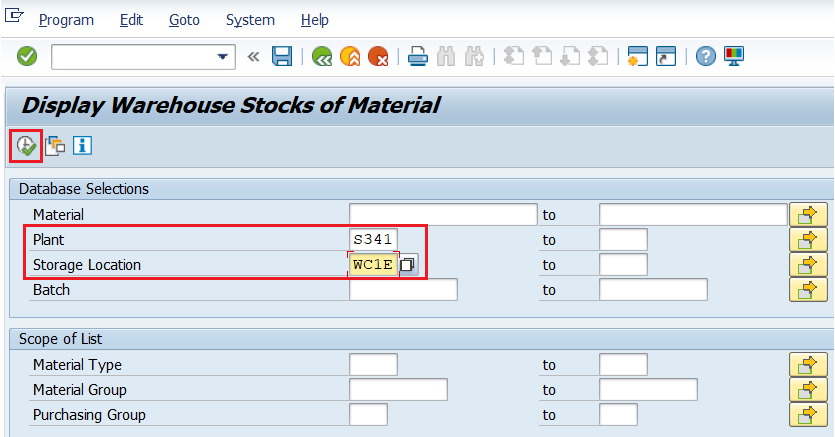 Program Edit Goto System Help
Display Warehouse Stocks of Material
Database Selections
Material to
Plant S341 to
Storage Location WC1E to
Batch to
Scope of List
Material Type to
Material Group to
Purchasing Group to